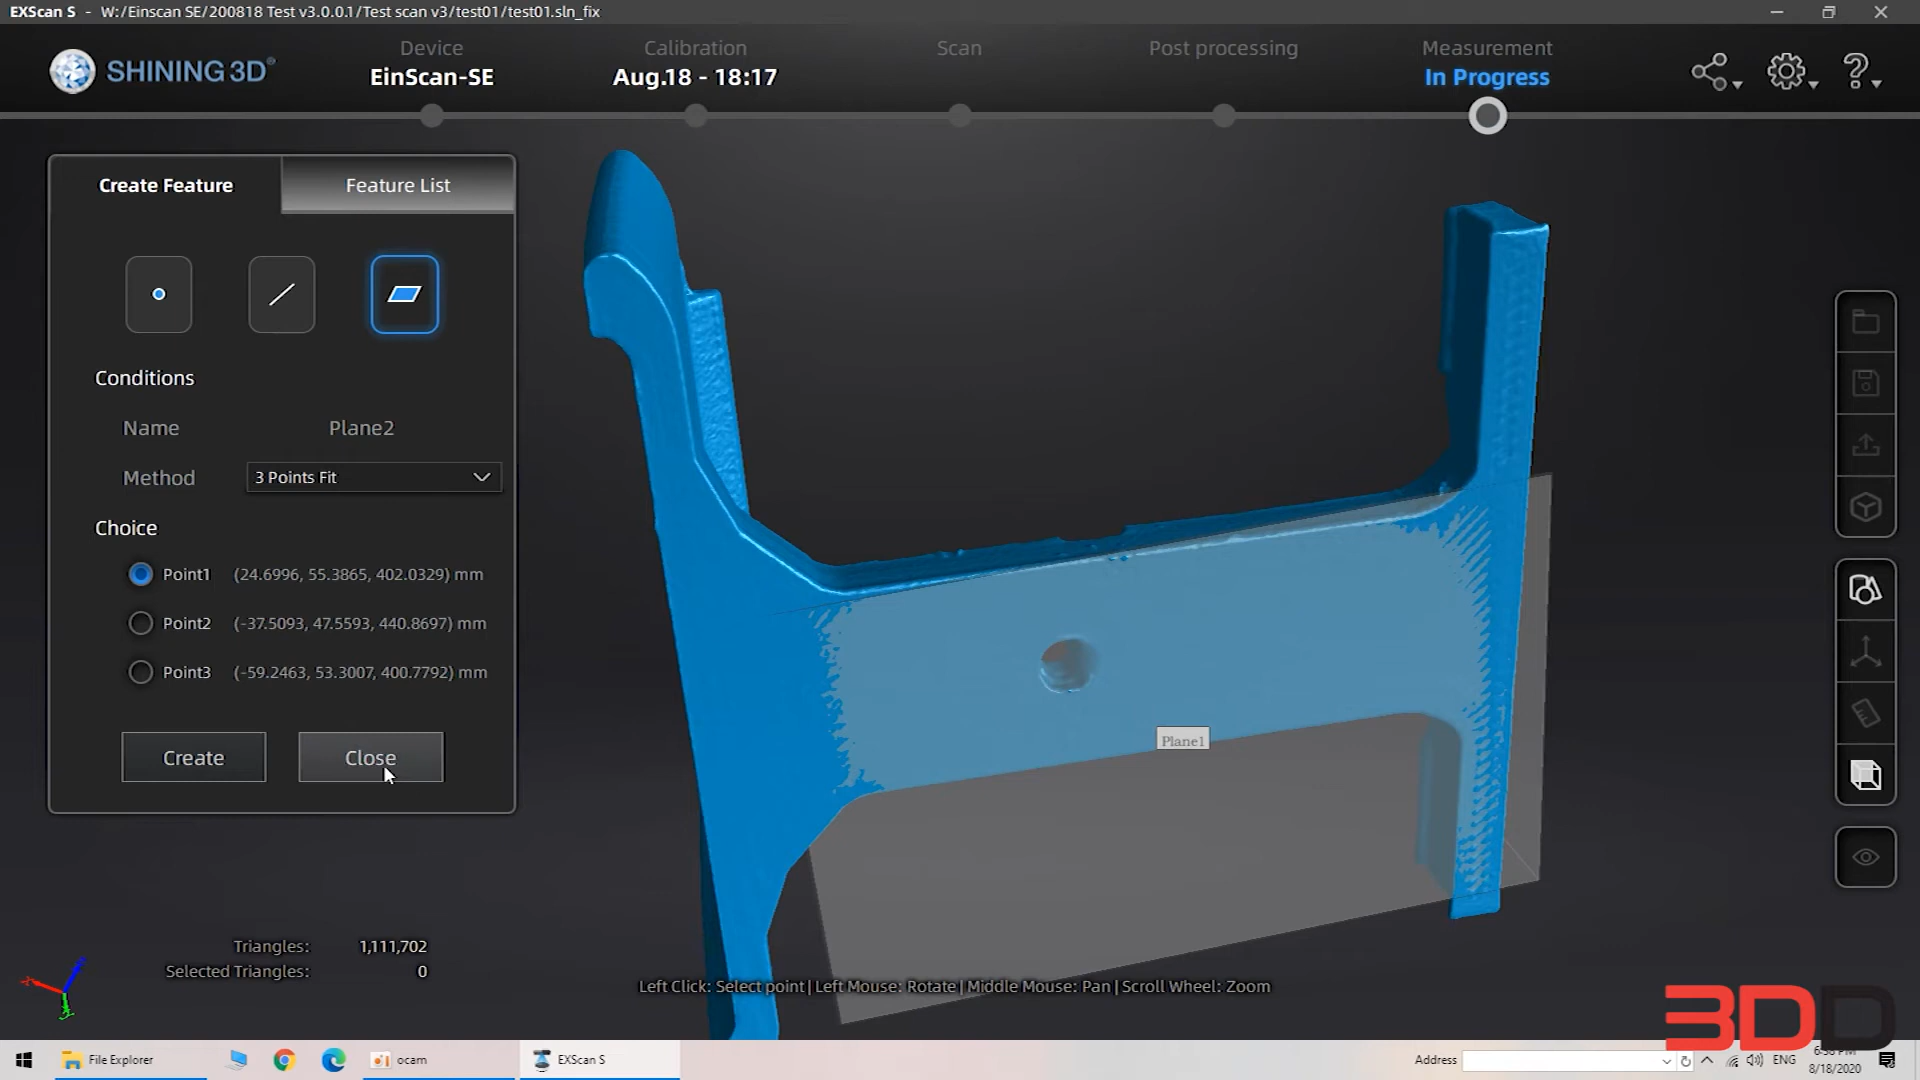 EXScan S - W:/Einscan SE/200818 Test v3.0.0.1/Test scan v3/test01/test01.sln_fix
SHINING 3D®
Device
EinScan-SE
Calibration
Aug.18 - 18:17
Scan
Post processing
Measurement
In Progress
?
Create Feature
Feature List
Conditions
Name
Plane2
Method
3 Points Fit
Choice
Point1 (24.6996, 55.3865, 402.0329) mm
Point2 (-37.5093, 47.5593, 440.8697) mm
Point3 (-59.2463, 53.3007, 400.7792) mm
Create
Close
Plane1
Triangles: 1,111,702
Selected Triangles: 0
Left Click: Select point | Left Mouse: Rotate | Middle Mouse: Pan | Scroll Wheel: Zoom
3DD
File Explorer
ocam
EXScan S
Address
ENG
8/18/2020